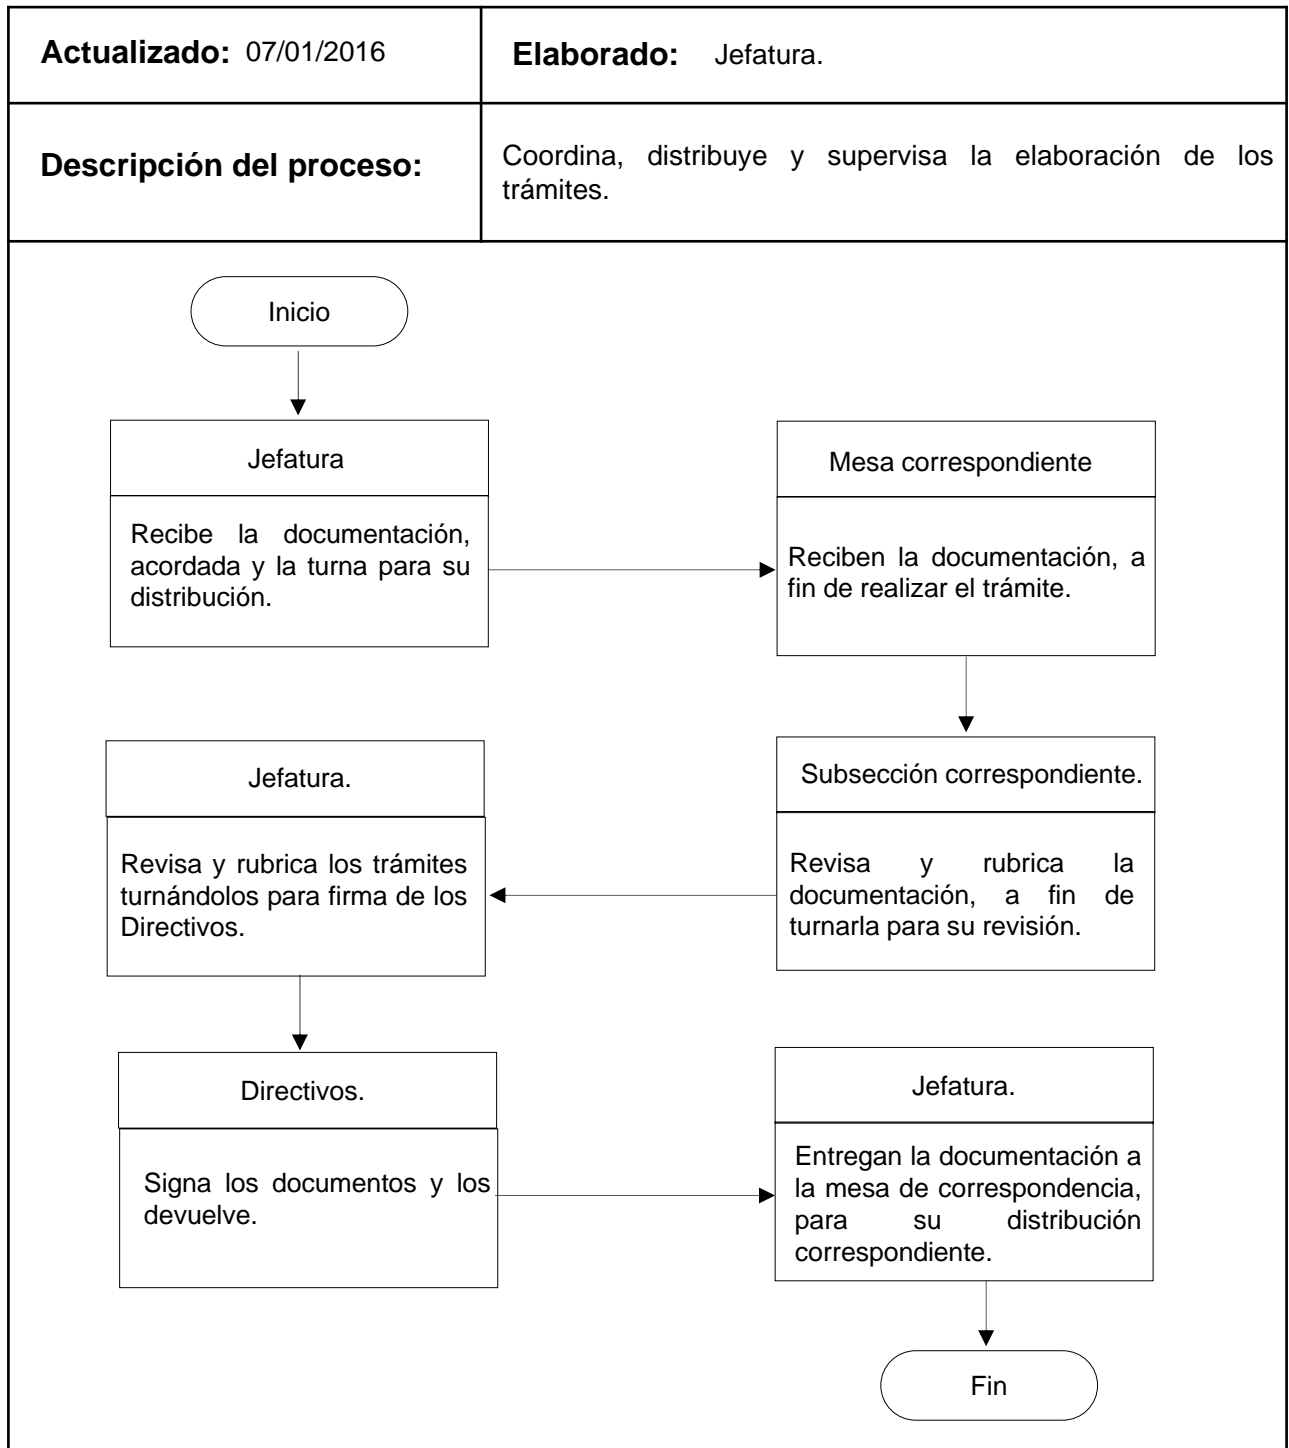 Actualizado: 07/01/2016
Elaborado: Jefatura.
Descripción del proceso:
Coordina, distribuye y supervisa la elaboración de los
trámites.
Inicio
Jefatura
Recibe la documentación,
acordada y la turna para su
distribución.
Mesa correspondiente
Reciben la documentación, a
fin de realizar el trámite.
Subsección correspondiente.
Revisa y rubrica la
documentación, a fin de
turnarla para su revisión.
Jefatura.
Revisa y rubrica los trámites
turnándolos para firma de los
Directivos.
Directivos.
Signa los documentos y los
devuelve.
Jefatura.
Entregan la documentación a
la mesa de correspondencia,
para su distribución
correspondiente.
Fin